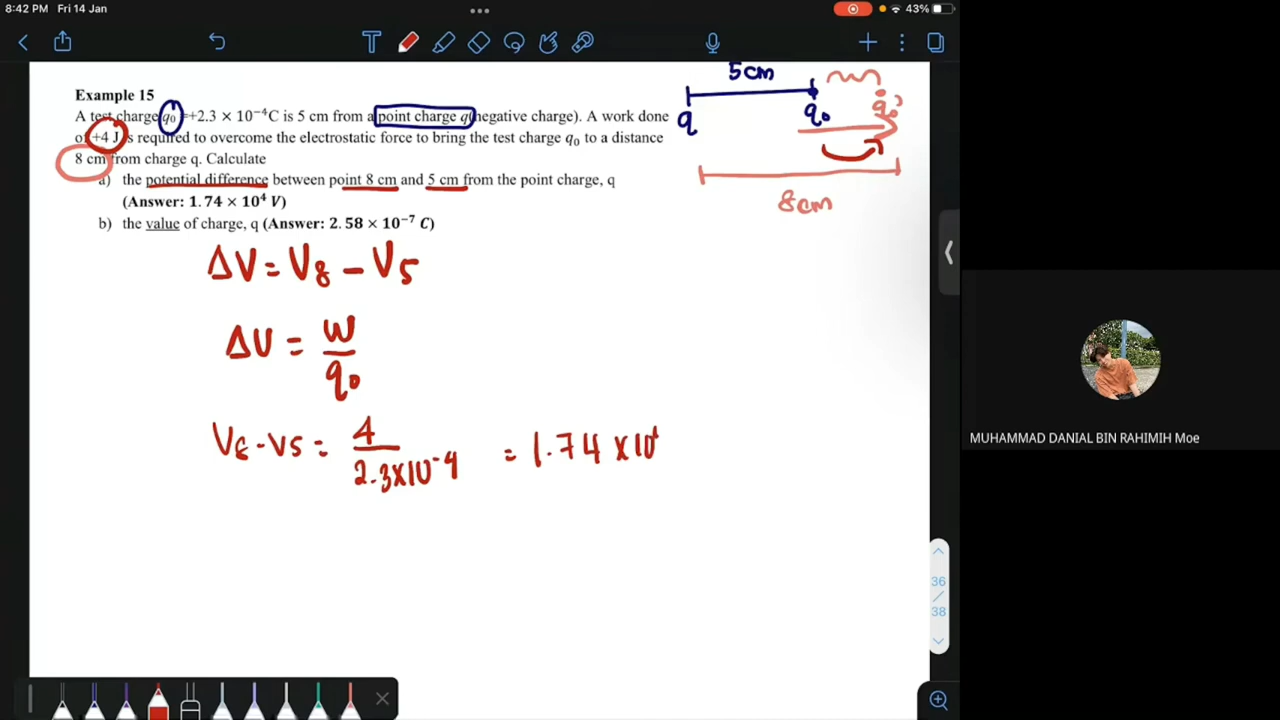 8:42 PM Fri 14 Jan
43%
Example 15
A test charge q₀ =+2.3 × 10⁻⁴C is 5 cm from a point charge q(negative charge). A work done
of +4 J is required to overcome the electrostatic force to bring the test charge q₀ to a distance
8 cm from charge q. Calculate
a) the potential difference between point 8 cm and 5 cm from the point charge, q
(Answer: 1.74 × 10⁴ V)
b) the value of charge, q (Answer: 2.58 × 10⁻⁷ C)
5cm
q
q₀
q₀'
8cm
ΔV = V₈ - V₅
ΔV = W/q₀
V₈ - V₅ = 4/2.3×10⁻⁴ = 1.74 ×10⁴
36
/
38
MUHAMMAD DANIAL BIN RAHIMIH Moe